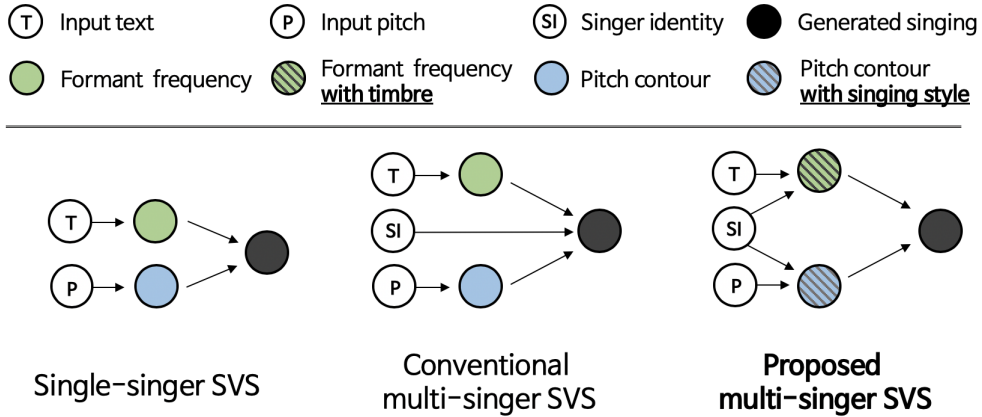 T Input text P Input pitch SI Singer identity Generated singing
Formant frequency Formant frequency Pitch contour Pitch contour
with timbre with singing style
T T T
SI SI
T P P P
Single-singer SVS
Conventional
multi-singer SVS
Proposed
multi-singer SVS